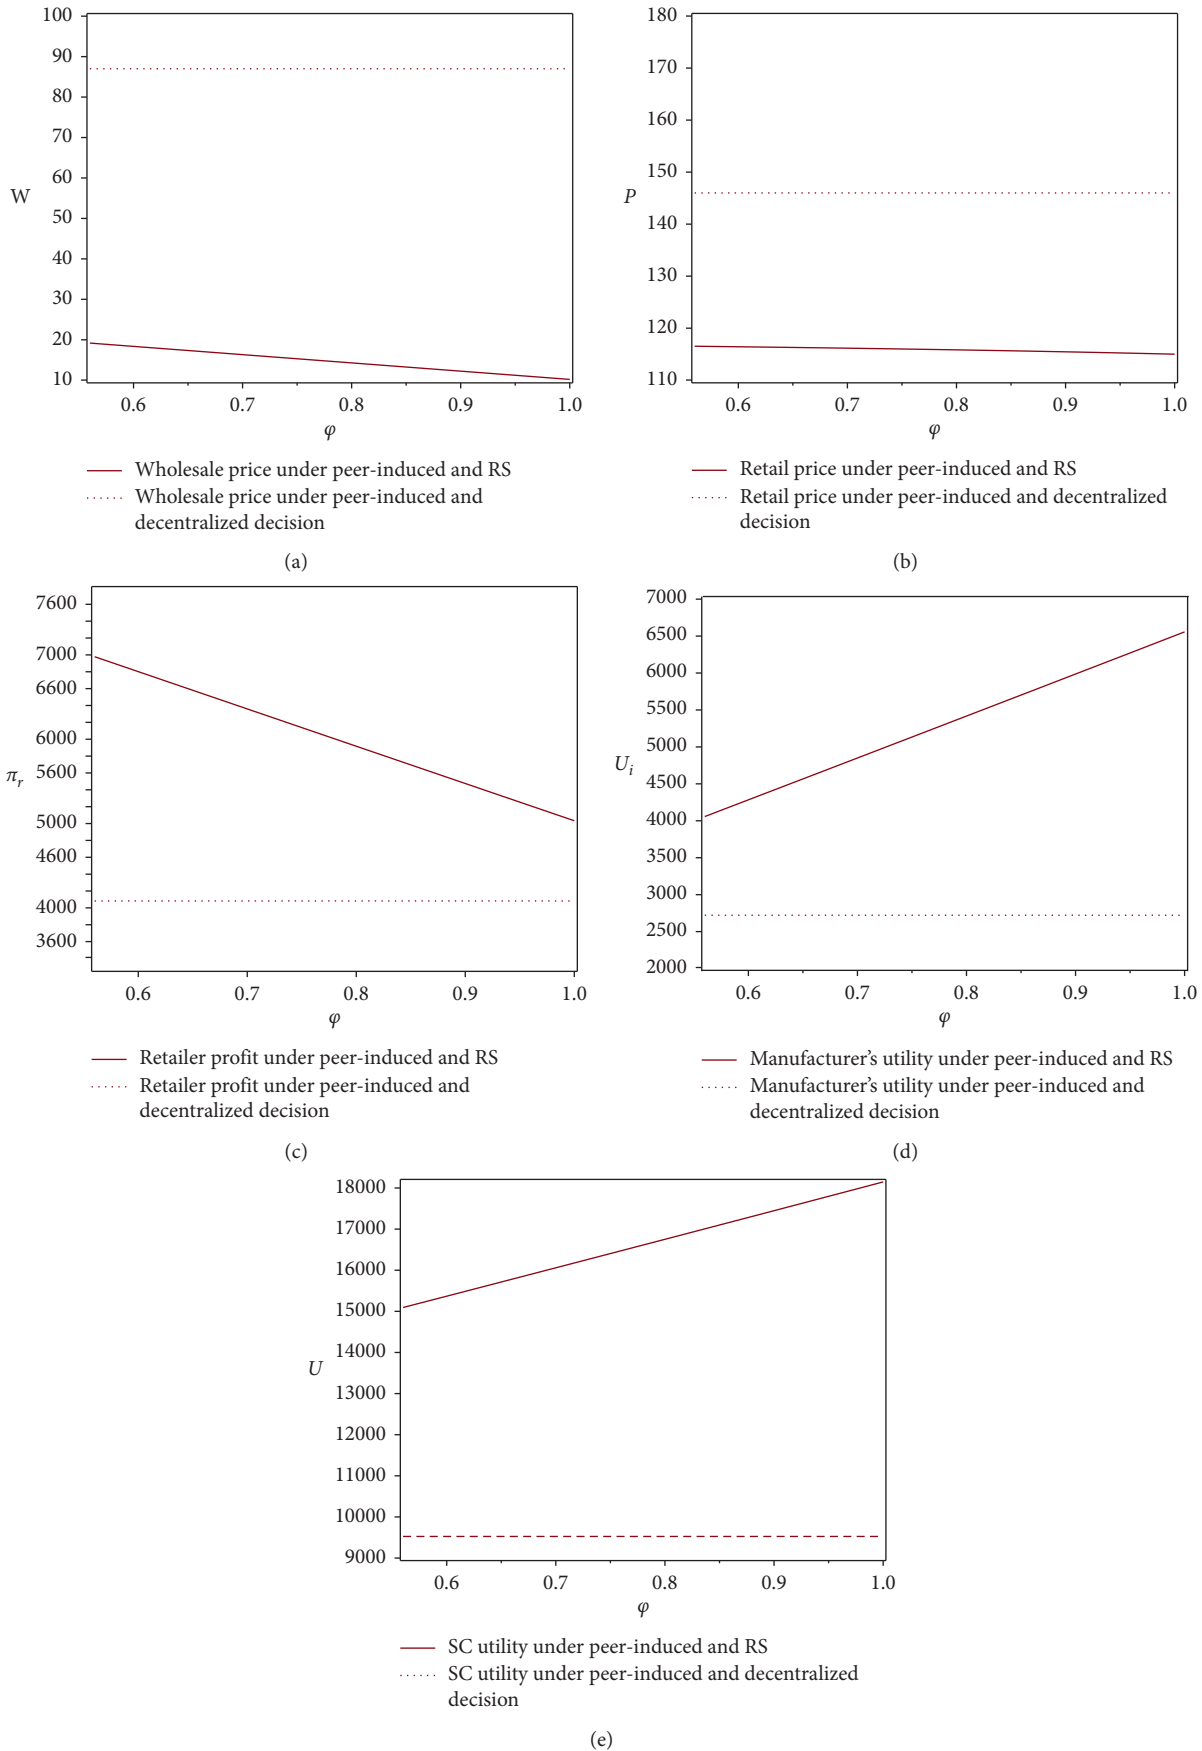 100
90
80
70
60
50
40
30
20
10
W
0.6 0.7 0.8 0.9 1.0
φ
Wholesale price under peer-induced and RS
Wholesale price under peer-induced and
decentralized decision
(a)
180
170
160
150
140
130
120
110
P
0.6 0.7 0.8 0.9 1.0
φ
Retail price under peer-induced and RS
Retail price under peer-induced and decentralized
decision
(b)
7600
7000
6600
6000
5600
5000
4600
4000
3600
π_r
0.6 0.7 0.8 0.9 1.0
φ
Retailer profit under peer-induced and RS
Retailer profit under peer-induced and
decentralized decision
(c)
7000
6500
6000
5500
5000
4500
4000
3500
3000
2500
2000
U_i
0.6 0.7 0.8 0.9 1.0
φ
Manufacturer's utility under peer-induced and RS
Manufacturer's utility under peer-induced and
decentralized decision
(d)
18000
17000
16000
15000
14000
13000
12000
11000
10000
9000
U
0.6 0.7 0.8 0.9 1.0
φ
SC utility under peer-induced and RS
SC utility under peer-induced and decentralized
decision
(e)